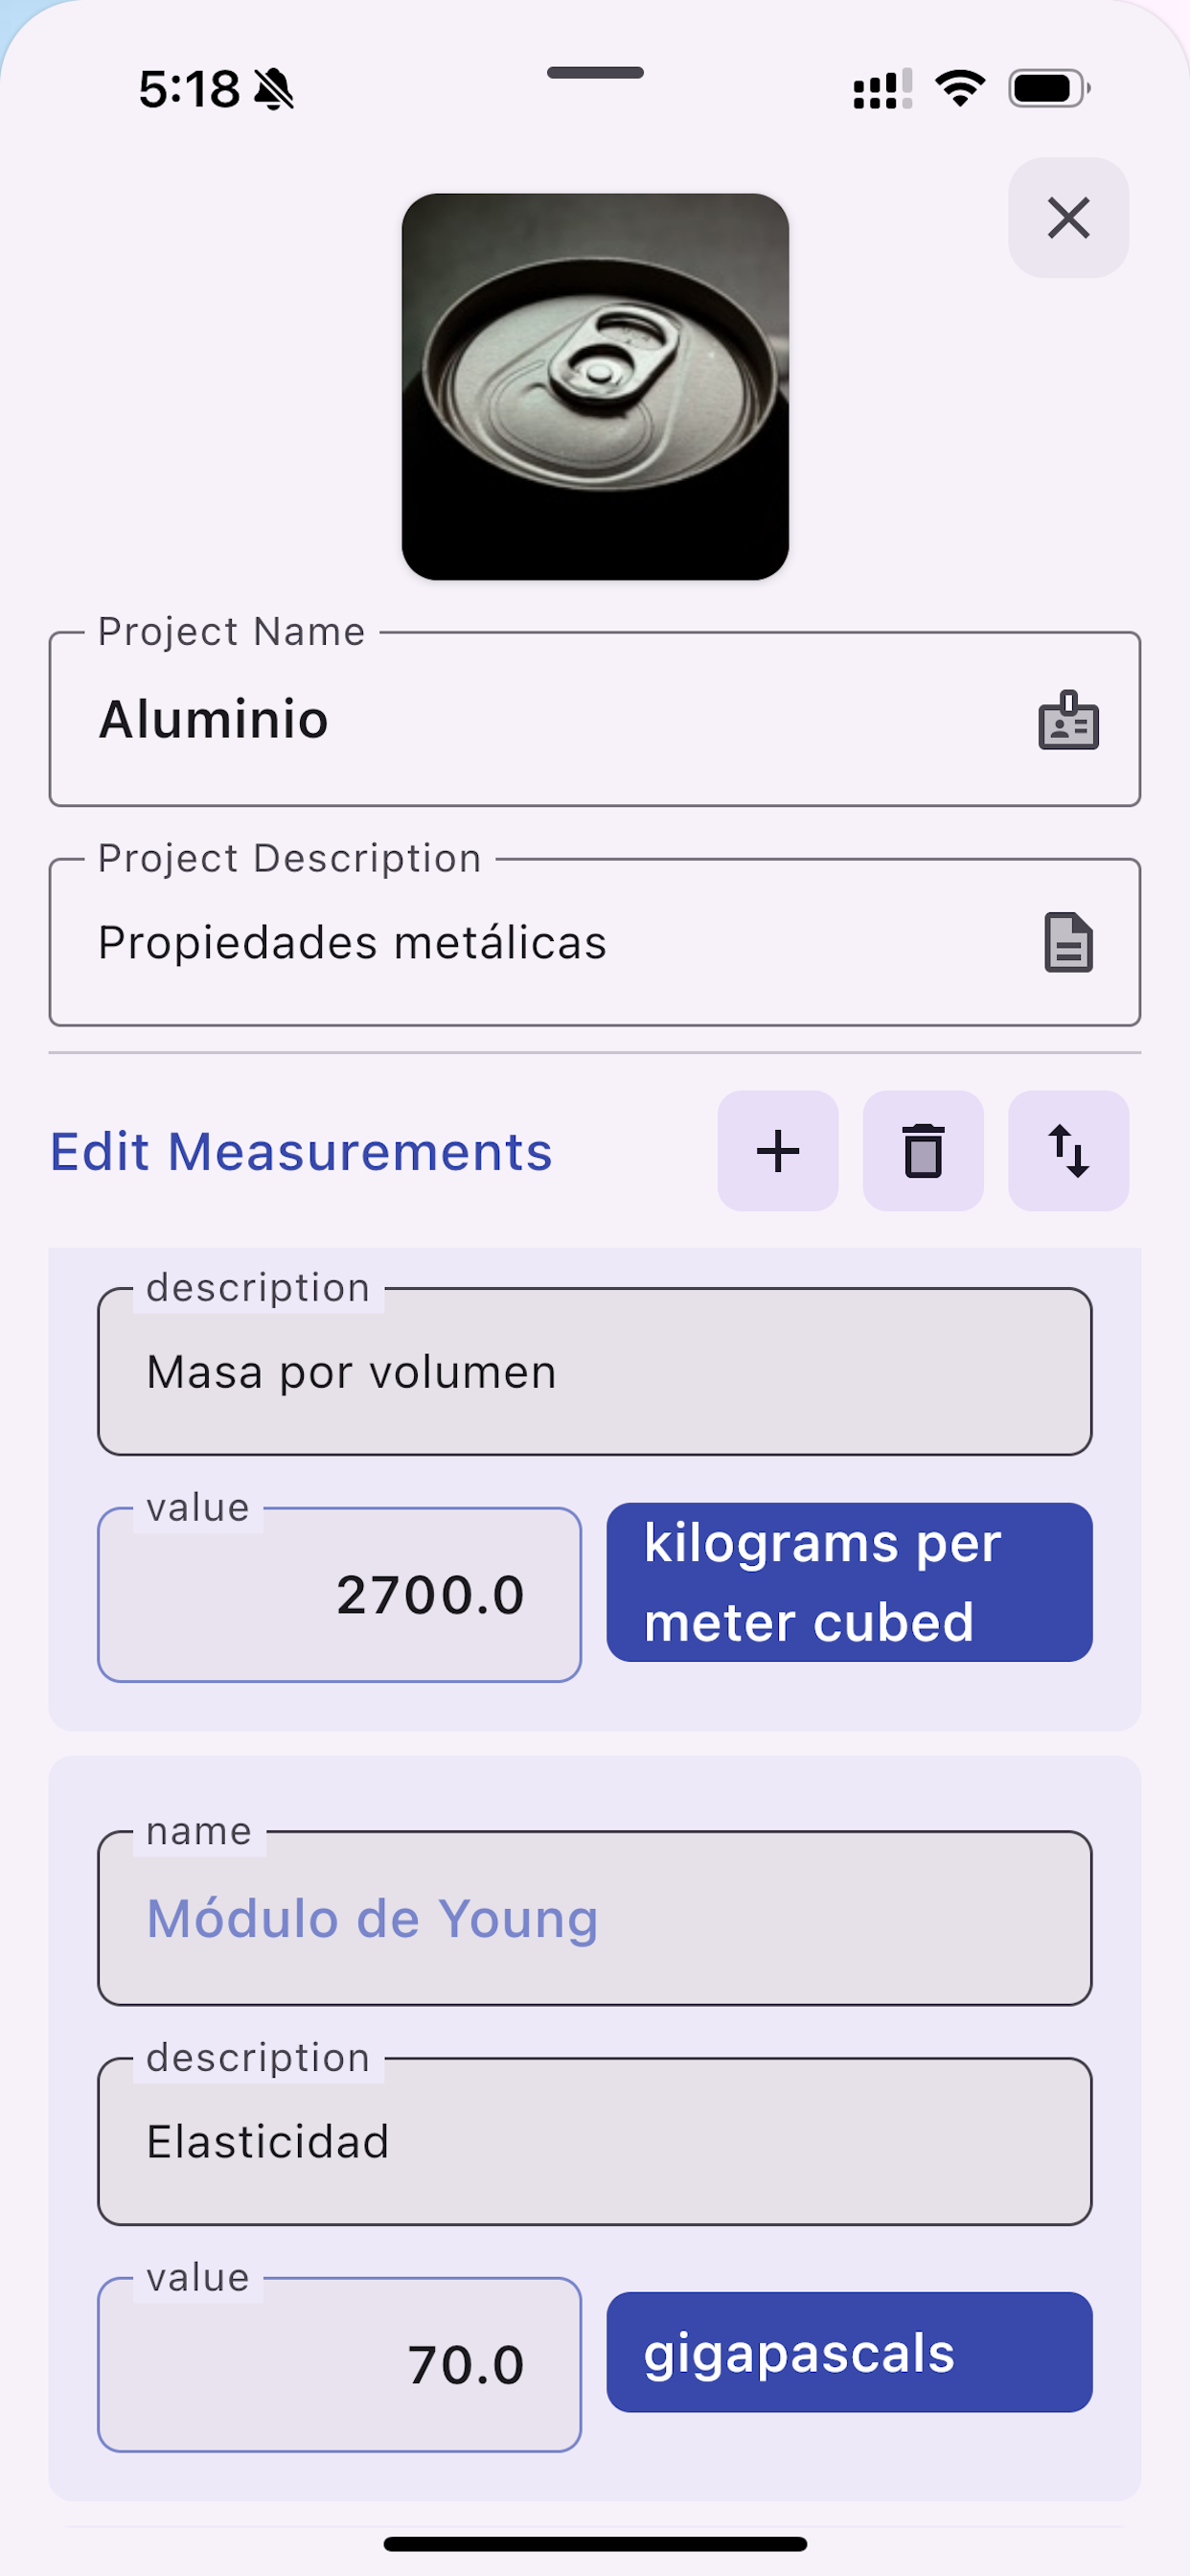 5:18
Project Name
Aluminio
Project Description
Propiedades metálicas
Edit Measurements
description
Masa por volumen
value
2700.0
kilograms per
meter cubed
name
Módulo de Young
description
Elasticidad
value
70.0
gigapascals